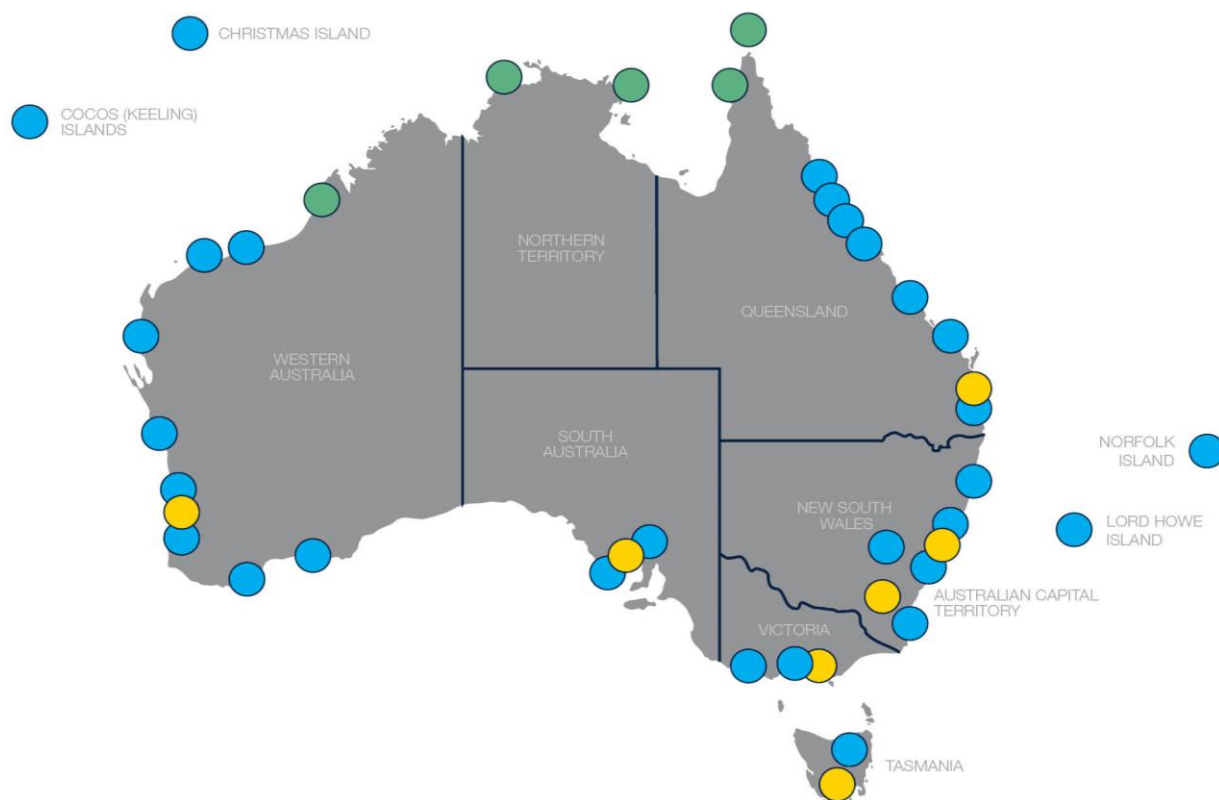 CHRISTMAS ISLAND
COCOS (KEELING)
ISLANDS
NORTHERN
TERRITORY
QUEENSLAND
WESTERN
AUSTRALIA
SOUTH
AUSTRALIA
NORFOLK
ISLAND
NEW SOUTH
WALES
LORD HOWE
ISLAND
AUSTRALIAN CAPITAL
TERRITORY
VICTORIA
TASMANIA